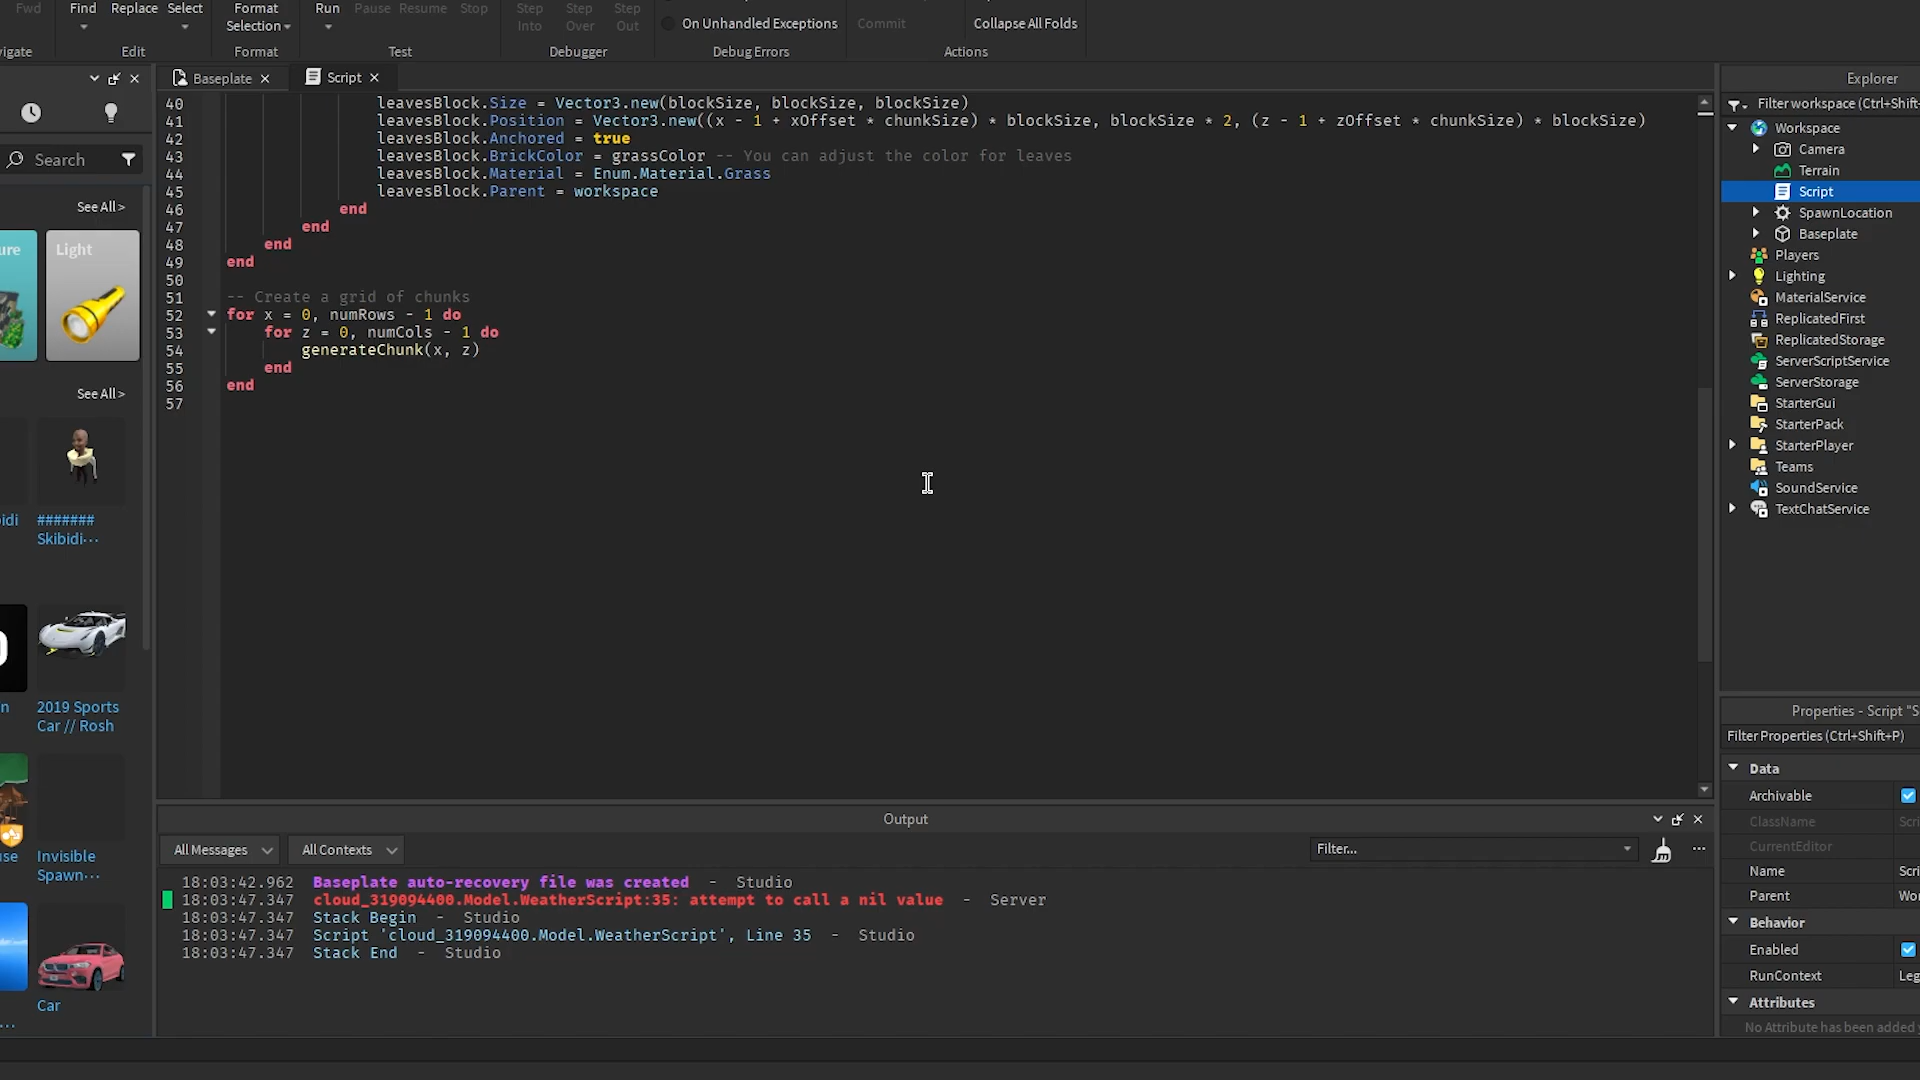 Fwd
Find Replace Select
Format
Selection
Run Pause Resume Stop
Step
Into
Step
Over
Step
Out
On Unhandled Exceptions
Commit
Collapse All Folds
vigate
Edit
Format
Test
Debugger
Debug Errors
Actions
Baseplate
Script
Search
See All >
ure
Light
See All >
bidi
#######
Skibidi...
n
2019 Sports
Car // Rosh
use
Invisible
Spawn...
...
Car
40 leavesBlock.Size = Vector3.new(blockSize, blockSize, blockSize)
41 leavesBlock.Position = Vector3.new((x - 1 + xOffset * chunkSize) * blockSize, blockSize * 2, (z - 1 + zOffset * chunkSize) * blockSize)
42 leavesBlock.Anchored = true
43 leavesBlock.BrickColor = grassColor -- You can adjust the color for leaves
44 leavesBlock.Material = Enum.Material.Grass
45 leavesBlock.Parent = workspace
46 end
47 end
48 end
49 end
50
51 -- Create a grid of chunks
52 for x = 0, numRows - 1 do
53 for z = 0, numCols - 1 do
54 generateChunk(x, z)
55 end
56 end
57
Output
All Messages
All Contexts
Filter...
18:03:42.962 Baseplate auto-recovery file was created - Studio
18:03:47.347 cloud_319094400.Model.WeatherScript:35: attempt to call a nil value - Server
18:03:47.347 Stack Begin - Studio
18:03:47.347 Script 'cloud_319094400.Model.WeatherScript', Line 35 - Studio
18:03:47.347 Stack End - Studio
Explorer
Filter workspace (Ctrl+Shift+
Workspace
Camera
Terrain
Script
SpawnLocation
Baseplate
Players
Lighting
MaterialService
ReplicatedFirst
ReplicatedStorage
ServerScriptService
ServerStorage
StarterGui
StarterPack
StarterPlayer
Teams
SoundService
TextChatService
Properties - Script "S
Filter Properties (Ctrl+Shift+P)
Data
Archivable
ClassName Scri
CurrentEditor
Name Scri
Parent Wor
Behavior
Enabled
RunContext Leg
Attributes
No Attribute has been added y